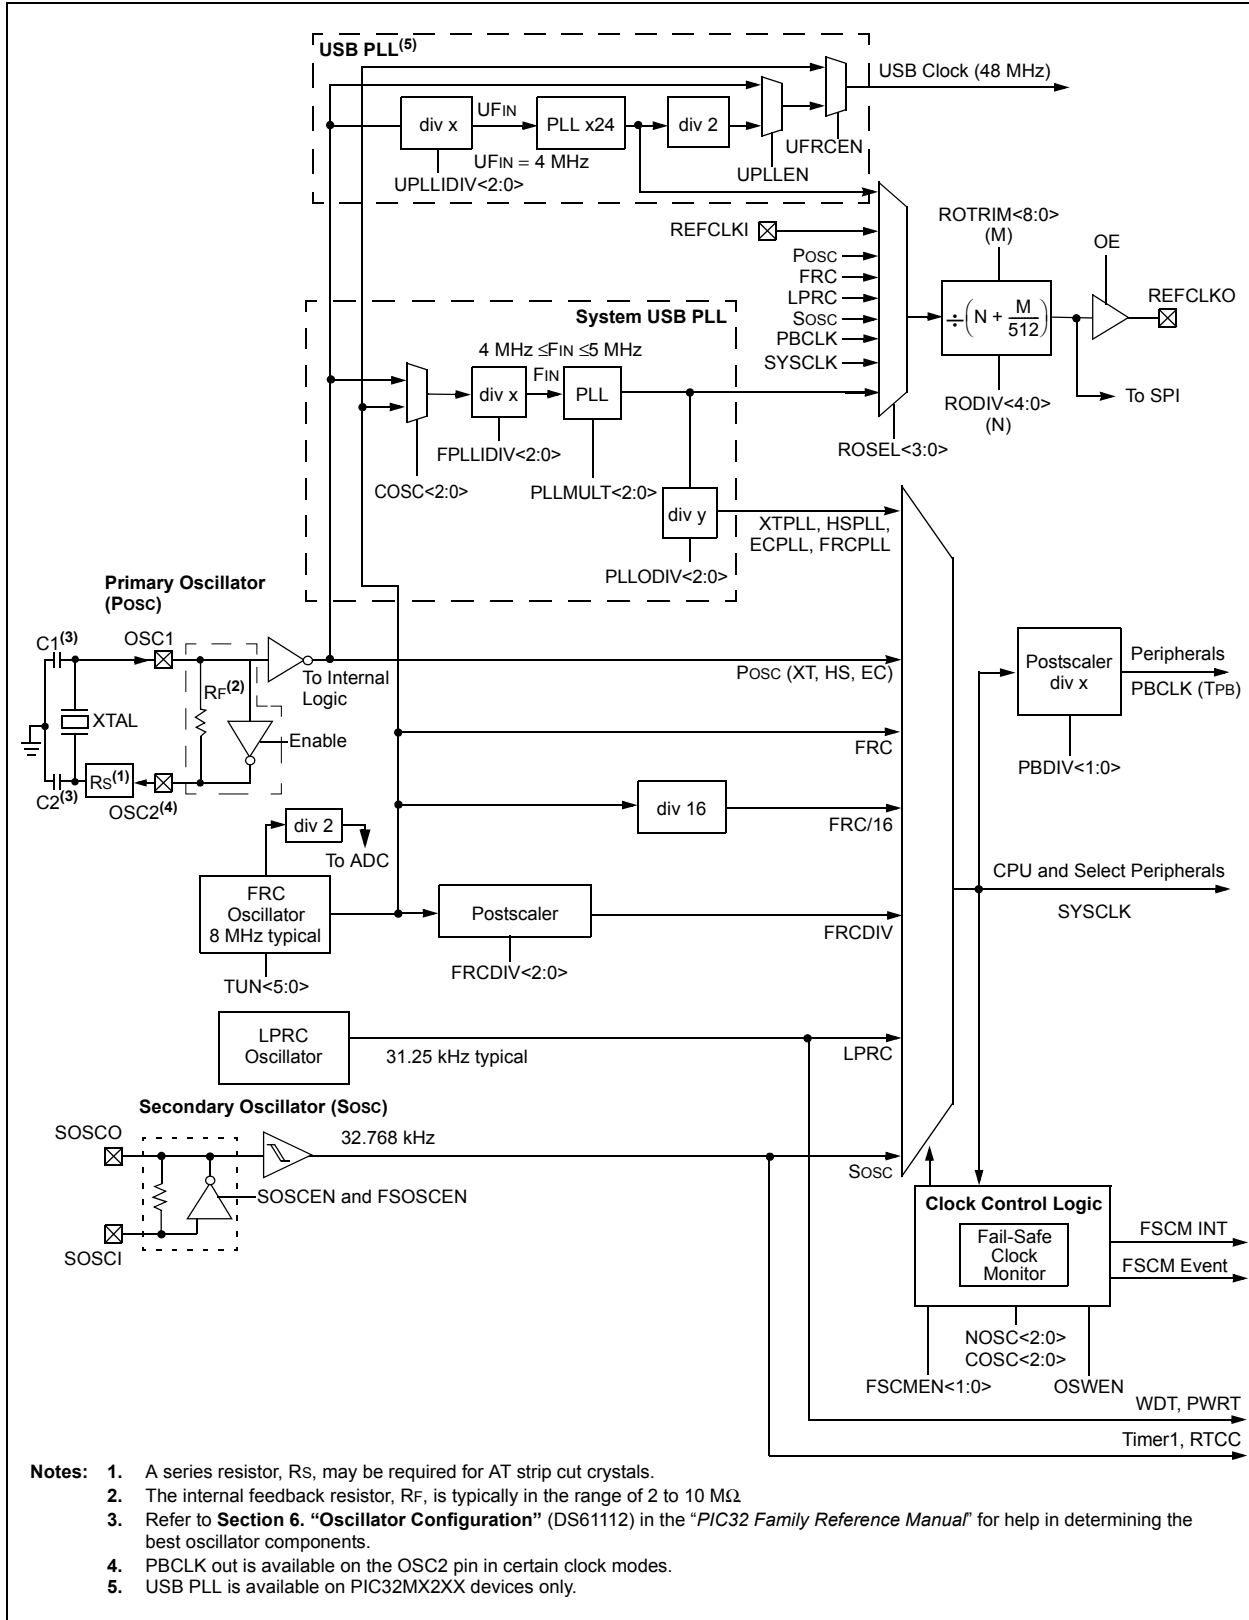 USB PLL(5)
USB Clock (48 MHz)
UFIN
div x
PLL x24
div 2
UFRCEN
UFIN = 4 MHz
UPLLEN
UPLLIDIV<2:0>
ROTRIM<8:0>
(M)
REFCLKI
OE
POSC
FRC
REFCLKO
LPRC
÷(N + M/512)
System USB PLL
SOSC
PBCLK
4 MHz ≤FIN ≤5 MHz
SYSCLK
FIN
div x
PLL
RODIV<4:0>
To SPI
(N)
FPLLIDIV<2:0>
ROSEL<3:0>
COSC<2:0>
PLLMULT<2:0>
div y
XTPLL, HSPLL,
ECPLL, FRCPLL
PLLODIV<2:0>
Primary Oscillator
(POSC)
C1(3)
OSC1
To Internal
Logic
POSC (XT, HS, EC)
Postscaler
div x
Peripherals
PBCLK (TPB)
RF(2)
XTAL
Enable
FRC
PBDIV<1:0>
RS(1)
C2(3)
OSC2(4)
div 2
div 16
FRC/16
To ADC
CPU and Select Peripherals
FRC
Oscillator
8 MHz typical
Postscaler
SYSCLK
FRCDIV
FRCDIV<2:0>
TUN<5:0>
LPRC
Oscillator
31.25 kHz typical
LPRC
Secondary Oscillator (SOSC)
SOSCO
32.768 kHz
SOSC
SOSCEN and FSOSCEN
Clock Control Logic
SOSCI
Fail-Safe
Clock
Monitor
FSCM INT
FSCM Event
NOSC<2:0>
COSC<2:0>
FSCMEN<1:0>
OSWEN
WDT, PWRT
Timer1, RTCC
Notes: 1. A series resistor, RS, may be required for AT strip cut crystals.
2. The internal feedback resistor, RF, is typically in the range of 2 to 10 MΩ
3. Refer to Section 6. “Oscillator Configuration” (DS61112) in the “PIC32 Family Reference Manual” for help in determining the
best oscillator components.
4. PBCLK out is available on the OSC2 pin in certain clock modes.
5. USB PLL is available on PIC32MX2XX devices only.